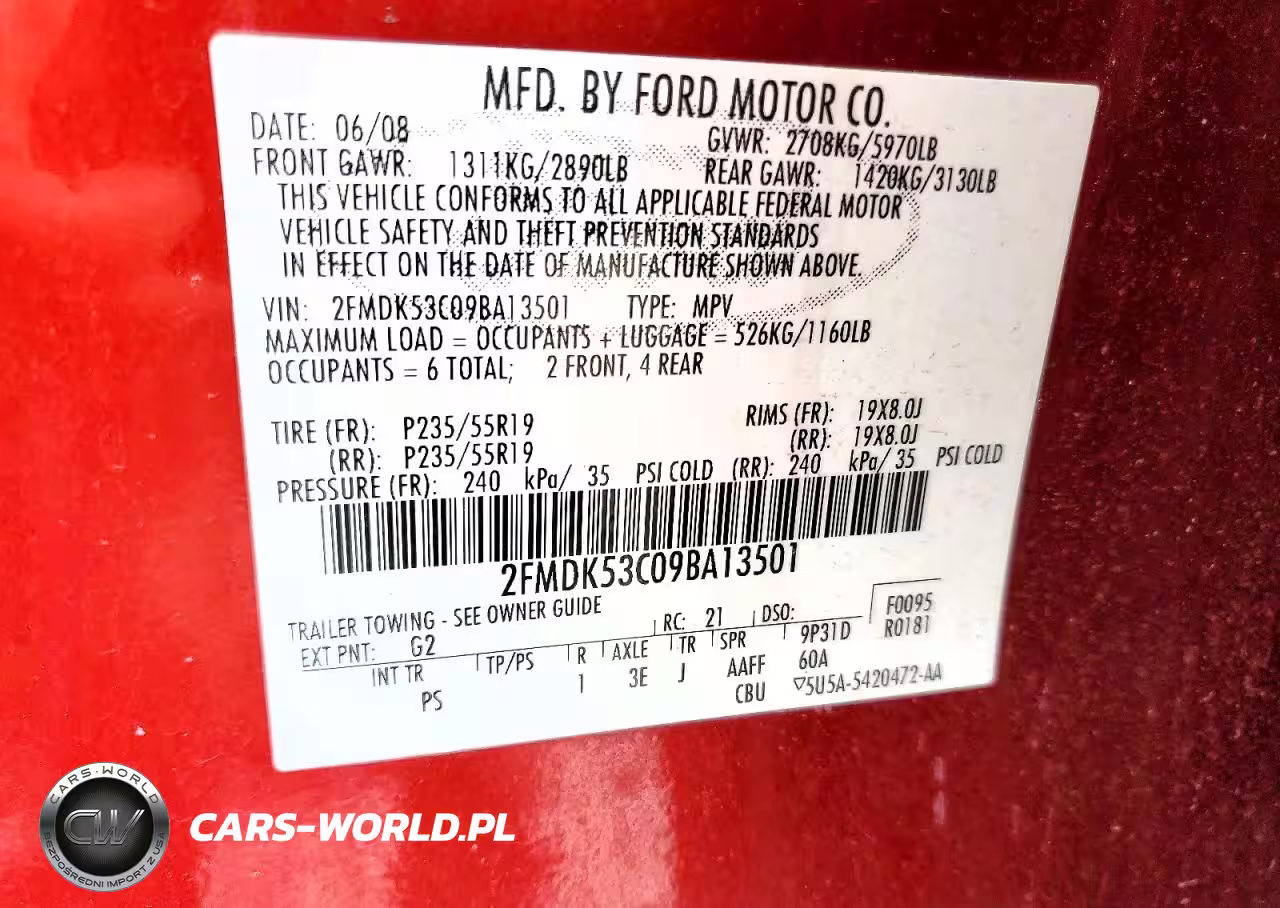 MFD. BY FORD MOTOR CO.
DATE: 06/08 GVWR: 2708KG/5970LB
FRONT GAWR: 1311KG/2890LB REAR GAWR: 1420KG/3130LB
THIS VEHICLE CONFORMS TO ALL APPLICABLE FEDERAL MOTOR
VEHICLE SAFETY AND THEFT PREVENTION STANDARDS
IN EFFECT ON THE DATE OF MANUFACTURE SHOWN ABOVE.
VIN: 2FMDK53C09BA13501 TYPE: MPV
MAXIMUM LOAD = OCCUPANTS + LUGGAGE = 526KG/1160LB
OCCUPANTS = 6 TOTAL; 2 FRONT, 4 REAR
TIRE (FR): P235/55R19 RIMS (FR): 19X8.0J
(RR): P235/55R19 (RR): 19X8.0J
PRESSURE (FR): 240 kPa/ 35 PSI COLD (RR): 240 kPa/ 35 PSI COLD
2FMDK53C09BA13501
TRAILER TOWING - SEE OWNER GUIDE
EXT PNT: G2 RC: 21 DSO: F0095
R0181
INT TR TP/PS R AXLE TR SPR 9P31D
PS 1 3E J AAFF 60A
CBU ▽5U5A-5420472-AA
CARS-WORLD
CW
BEZPOŚREDNI IMPORT Z USA
CARS-WORLD.PL